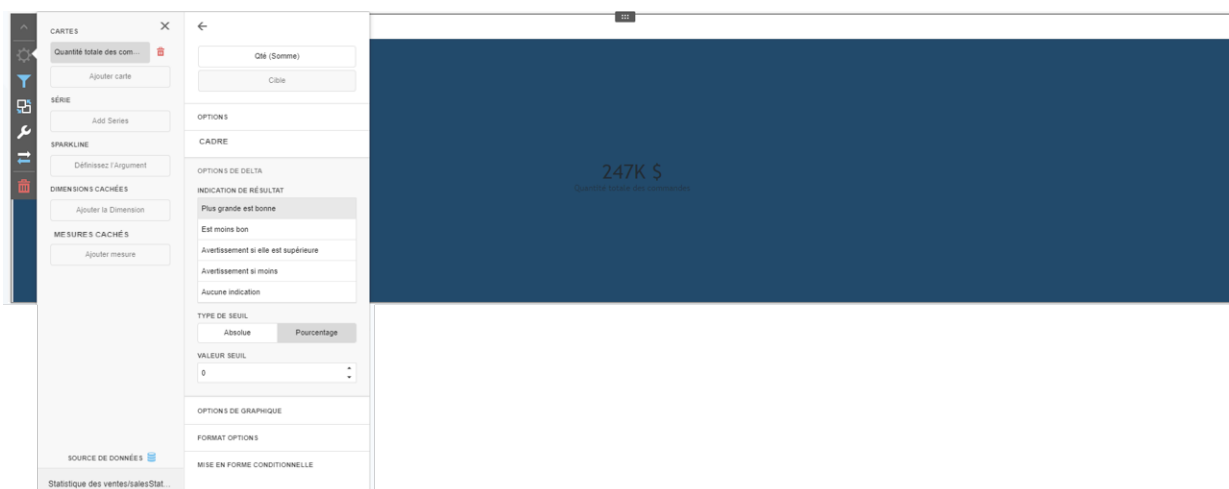 CARTES
Quantité totale des com...
Ajouter carte
SÉRIE
Add Series
SPARKLINE
Définissez l'Argument
DIMENSIONS CACHÉES
Ajouter la Dimension
MESURES CACHÉS
Ajouter mesure
SOURCE DE DONNÉES
Statistique des ventes/salesStat...
Qté (Somme)
Cible
OPTIONS
CADRE
OPTIONS DE DELTA
INDICATION DE RÉSULTAT
Plus grande est bonne
Est moins bon
Avertissement si elle est supérieure
Avertissement si moins
Aucune indication
TYPE DE SEUIL
Absolue Pourcentage
VALEUR SEUIL
0
OPTIONS DE GRAPHIQUE
FORMAT OPTIONS
MISE EN FORME CONDITIONNELLE
247K $
Quantité totale des commandes